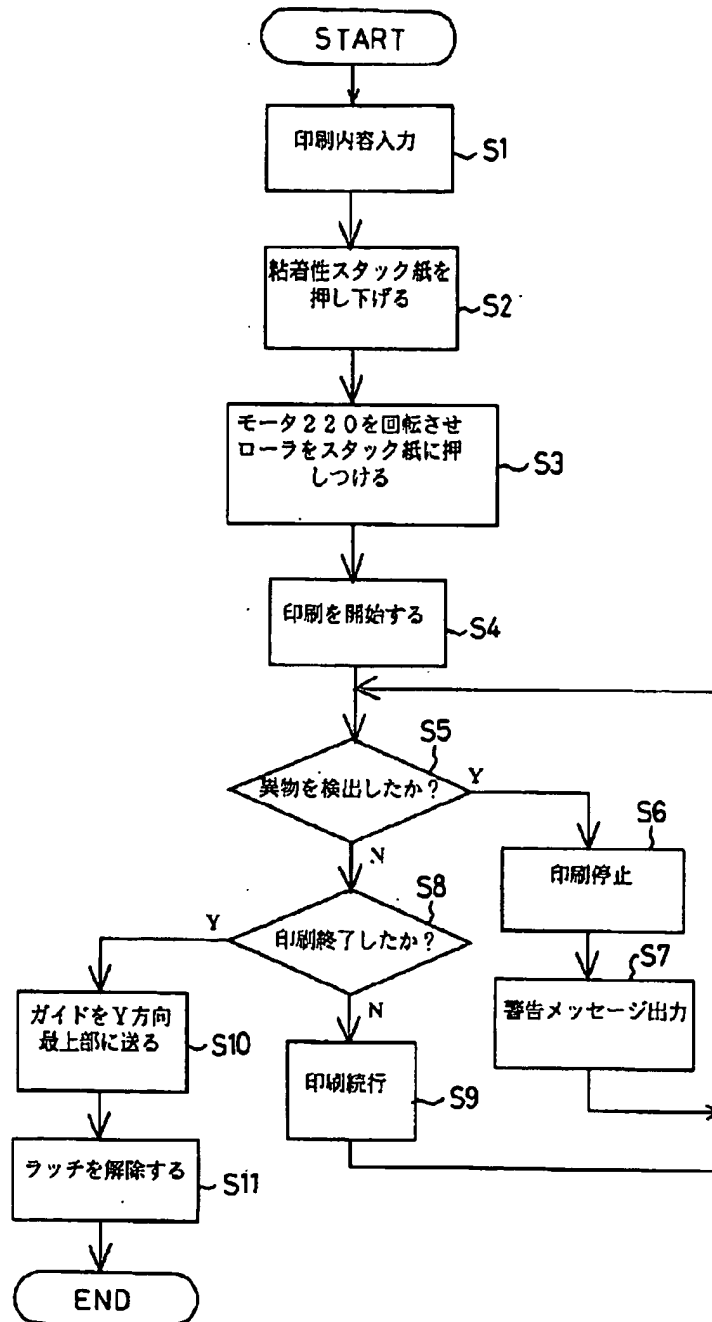 START
印刷内容入力
S1
粘着性スタック紙を
押し下げる
S2
モータ220を回転させ
ローラをスタック紙に押
しつける
S3
印刷を開始する
S4
S5
異物を検出したか?
Y
N
S6
印刷停止
S7
警告メッセージ出力
S8
印刷終了したか?
Y
N
印刷続行
S9
ガイドをY方向
最上部に送る
S10
ラッチを解除する
S11
END